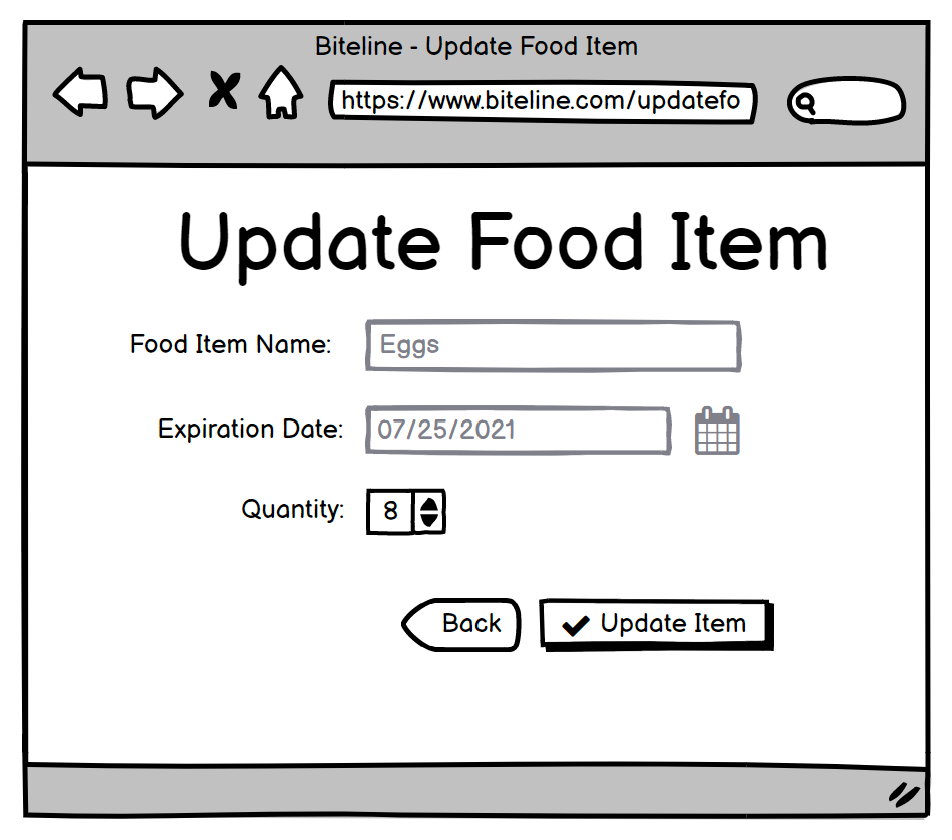 Biteline - Update Food Item
https://www.biteline.com/updatefo
Update Food Item
Food Item Name: Eggs
Expiration Date: 07/25/2021
Quantity: 8
Back Update Item